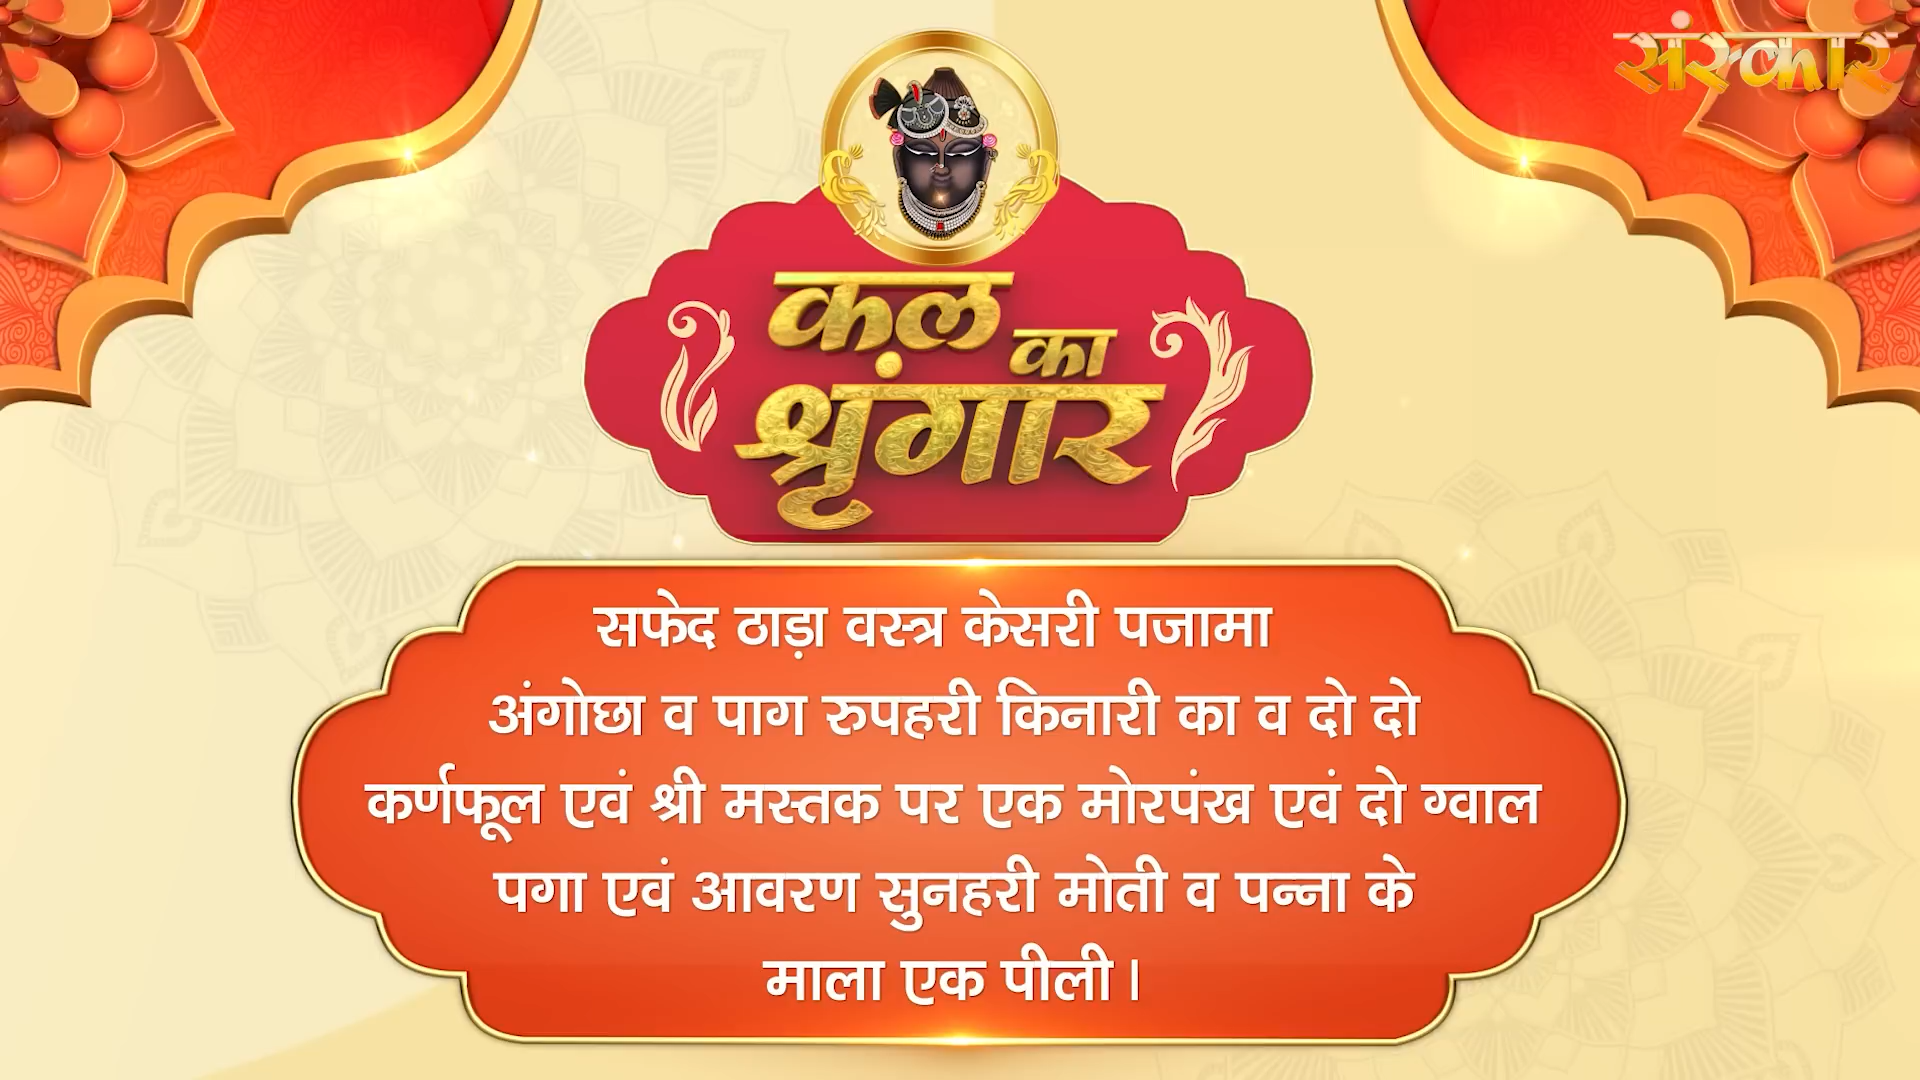 संस्कार
कल का
श्रृंगार
सफेद ठाड़ा वस्त्र केसरी पजामा
अंगोछा व पाग रुपहरी किनारी का व दो दो
कर्णफूल एवं श्री मस्तक पर एक मोरपंख एवं दो ग्वाल
पगा एवं आवरण सुनहरी मोती व पन्ना के
माला एक पीली।